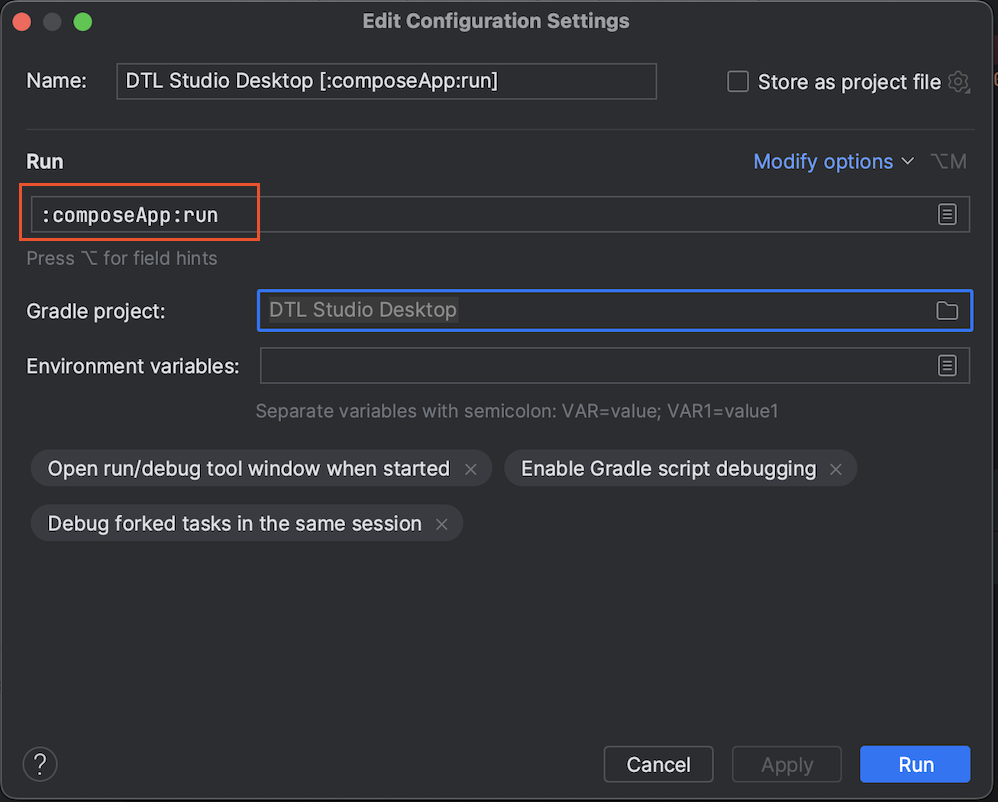 Edit Configuration Settings
Name: DTL Studio Desktop [:composeApp:run] Store as project file
Run Modify options ⌥M
:composeApp:run
Press ⌥ for field hints
Gradle project: DTL Studio Desktop
Environment variables:
Separate variables with semicolon: VAR=value; VAR1=value1
Open run/debug tool window when started × Enable Gradle script debugging ×
Debug forked tasks in the same session ×
? Cancel Apply Run